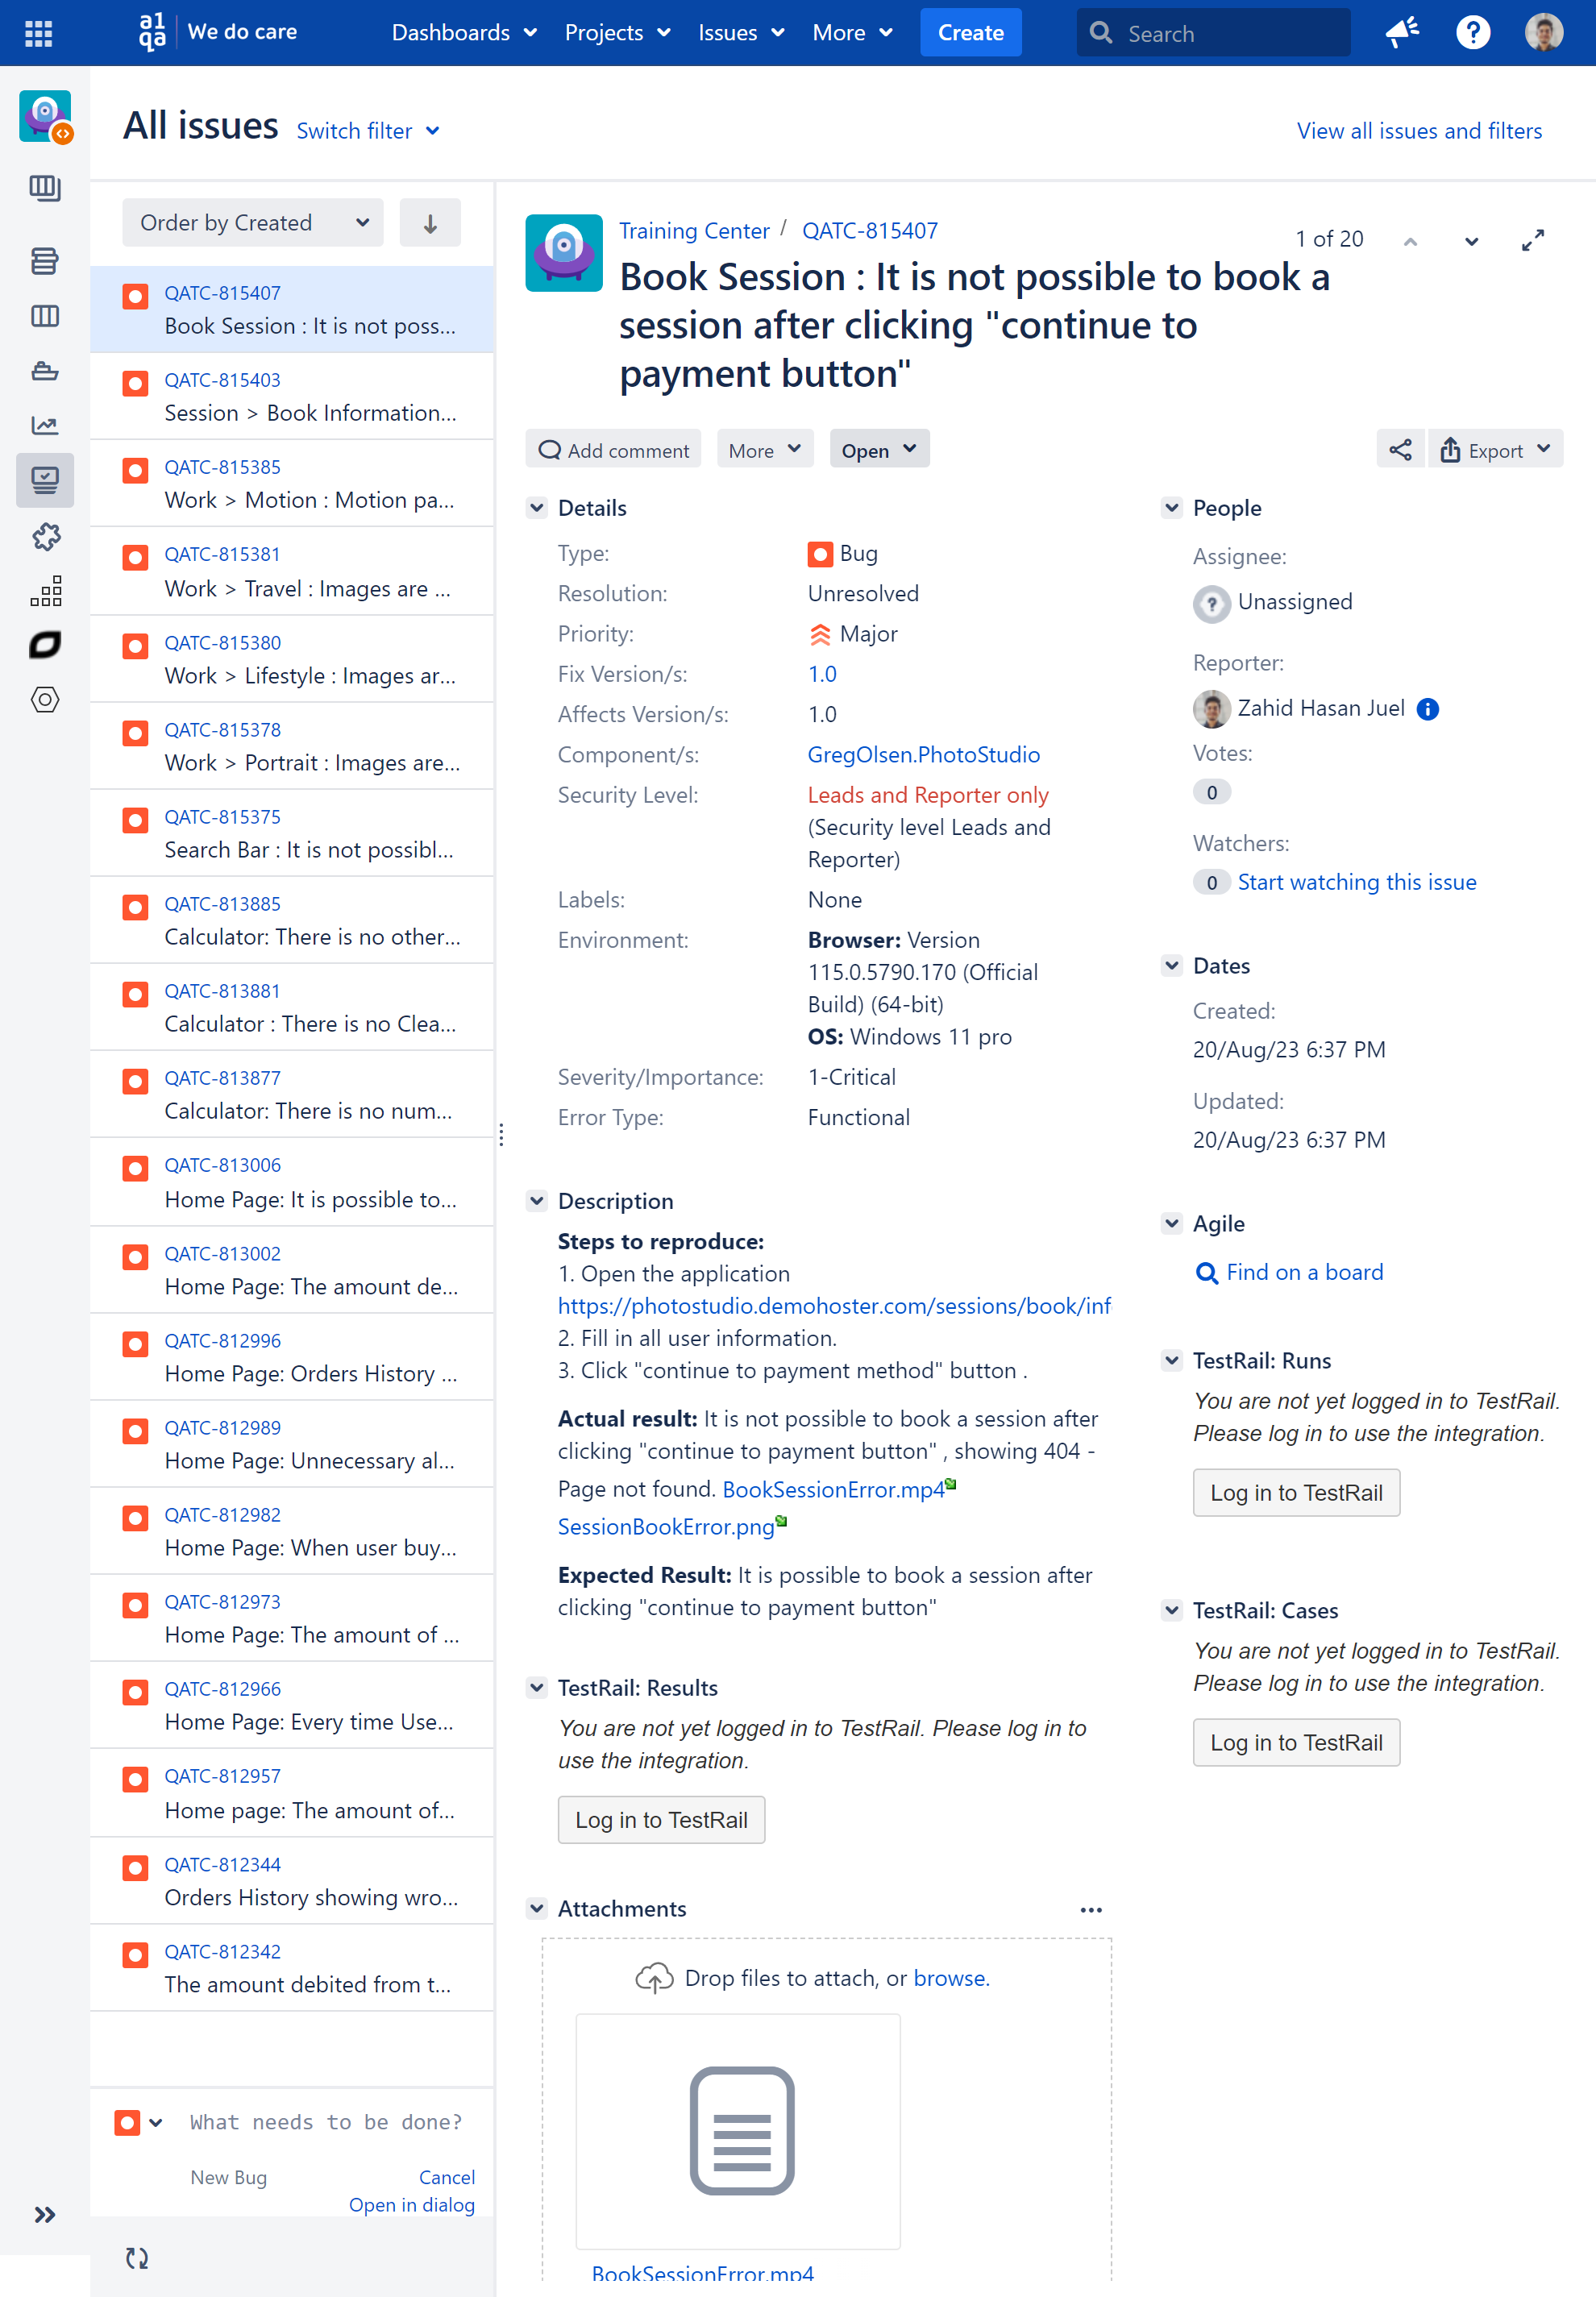 a1qa We do care Dashboards Projects Issues More Create Search
All issues Switch filter View all issues and filters
Order by Created
QATC-815407
Book Session : It is not poss...
QATC-815403
Session > Book Information...
QATC-815385
Work > Motion : Motion pa...
QATC-815381
Work > Travel : Images are ...
QATC-815380
Work > Lifestyle : Images ar...
QATC-815378
Work > Portrait : Images are...
QATC-815375
Search Bar : It is not possibl...
QATC-813885
Calculator: There is no other...
QATC-813881
Calculator : There is no Clea...
QATC-813877
Calculator: There is no num...
QATC-813006
Home Page: It is possible to...
QATC-813002
Home Page: The amount de...
QATC-812996
Home Page: Orders History ...
QATC-812989
Home Page: Unnecessary al...
QATC-812982
Home Page: When user buy...
QATC-812973
Home Page: The amount of ...
QATC-812966
Home Page: Every time Use...
QATC-812957
Home page: The amount of...
QATC-812344
Orders History showing wro...
QATC-812342
The amount debited from t...
What needs to be done?
New Bug Cancel
Open in dialog
Training Center / QATC-815407
1 of 20
Book Session : It is not possible to book a
session after clicking "continue to
payment button"
Add comment More Open Export
Details
Type: Bug
Resolution: Unresolved
Priority: Major
Fix Version/s: 1.0
Affects Version/s: 1.0
Component/s: GregOlsen.PhotoStudio
Security Level: Leads and Reporter only
(Security level Leads and
Reporter)
Labels: None
Environment: Browser: Version
115.0.5790.170 (Official
Build) (64-bit)
OS: Windows 11 pro
Severity/Importance: 1-Critical
Error Type: Functional
Description
Steps to reproduce:
1. Open the application
https://photostudio.demohoster.com/sessions/book/inf
2. Fill in all user information.
3. Click "continue to payment method" button .
Actual result: It is not possible to book a session after
clicking "continue to payment button" , showing 404 -
Page not found. BookSessionError.mp4
SessionBookError.png
Expected Result: It is possible to book a session after
clicking "continue to payment button"
TestRail: Results
You are not yet logged in to TestRail. Please log in to
use the integration.
Log in to TestRail
Attachments
Drop files to attach, or browse.
BookSessionError.mp4
People
Assignee:
Unassigned
Reporter:
Zahid Hasan Juel
Votes:
0
Watchers:
0 Start watching this issue
Dates
Created:
20/Aug/23 6:37 PM
Updated:
20/Aug/23 6:37 PM
Agile
Find on a board
TestRail: Runs
You are not yet logged in to TestRail.
Please log in to use the integration.
Log in to TestRail
TestRail: Cases
You are not yet logged in to TestRail.
Please log in to use the integration.
Log in to TestRail